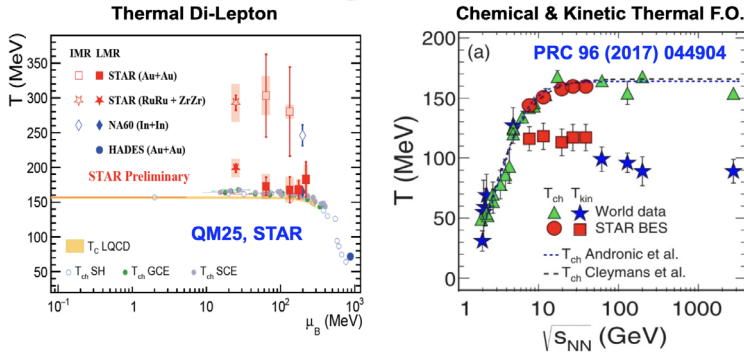 Thermal Di-Lepton
T (MeV)
400
350
300
250
200
150
100
50
IMR LMR
STAR (Au+Au)
STAR (RuRu + ZrZr)
NA60 (In+In)
HADES (Au+Au)
STAR Preliminary
QM25, STAR
T_C LQCD
T_ch SH T_ch GCE T_ch SCE
10⁻¹ 1 10 10² 10³
μ_B (MeV)
Chemical & Kinetic Thermal F.O.
(a) PRC 96 (2017) 044904
T (MeV)
200
150
100
50
0
T_ch T_kin
World data
STAR BES
T_ch Andronic et al.
T_ch Cleymans et al.
1 2 10 100 1000
√s_NN (GeV)